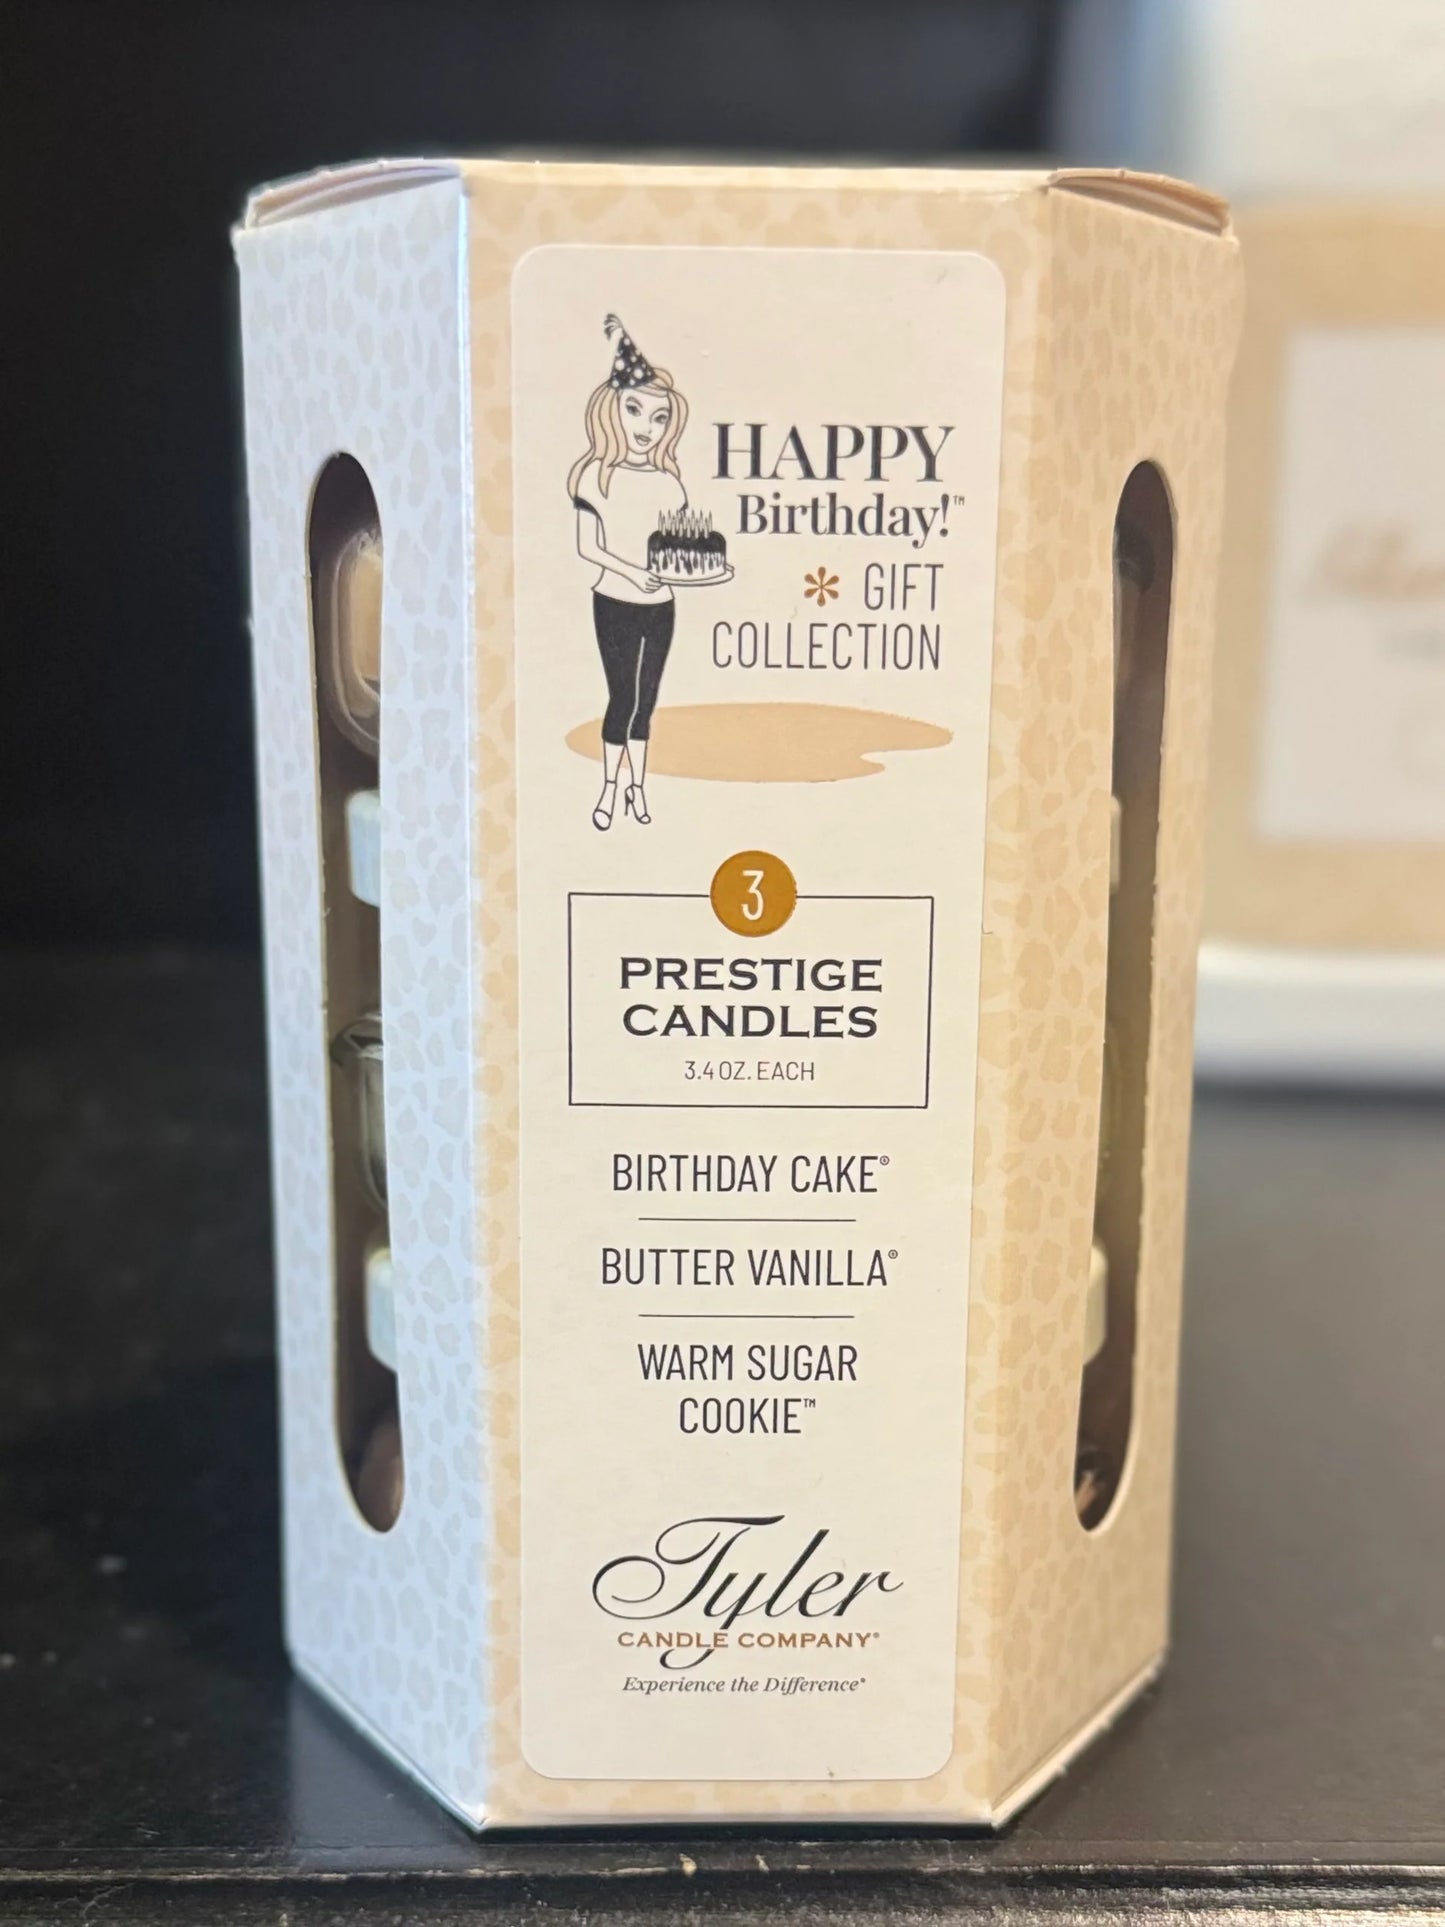 HAPPY
Birthday!™
* GIFT
COLLECTION
3
PRESTIGE
CANDLES
3.4 OZ. EACH
BIRTHDAY CAKE®
BUTTER VANILLA®
WARM SUGAR
COOKIE™
Tyler
CANDLE COMPANY®
Experience the Difference®